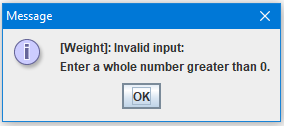 Message
[Weight]: Invalid input:
Enter a whole number greater than 0.
OK